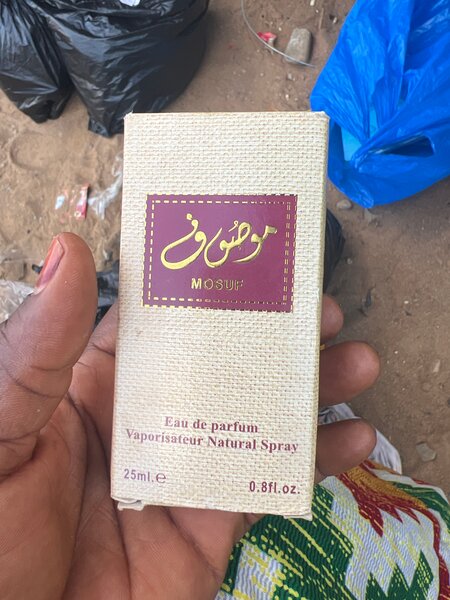 موصوف
MOSUF
Eau de parfum
Vaporisateur Natural Spray
25ml.e 0.8fl.oz.